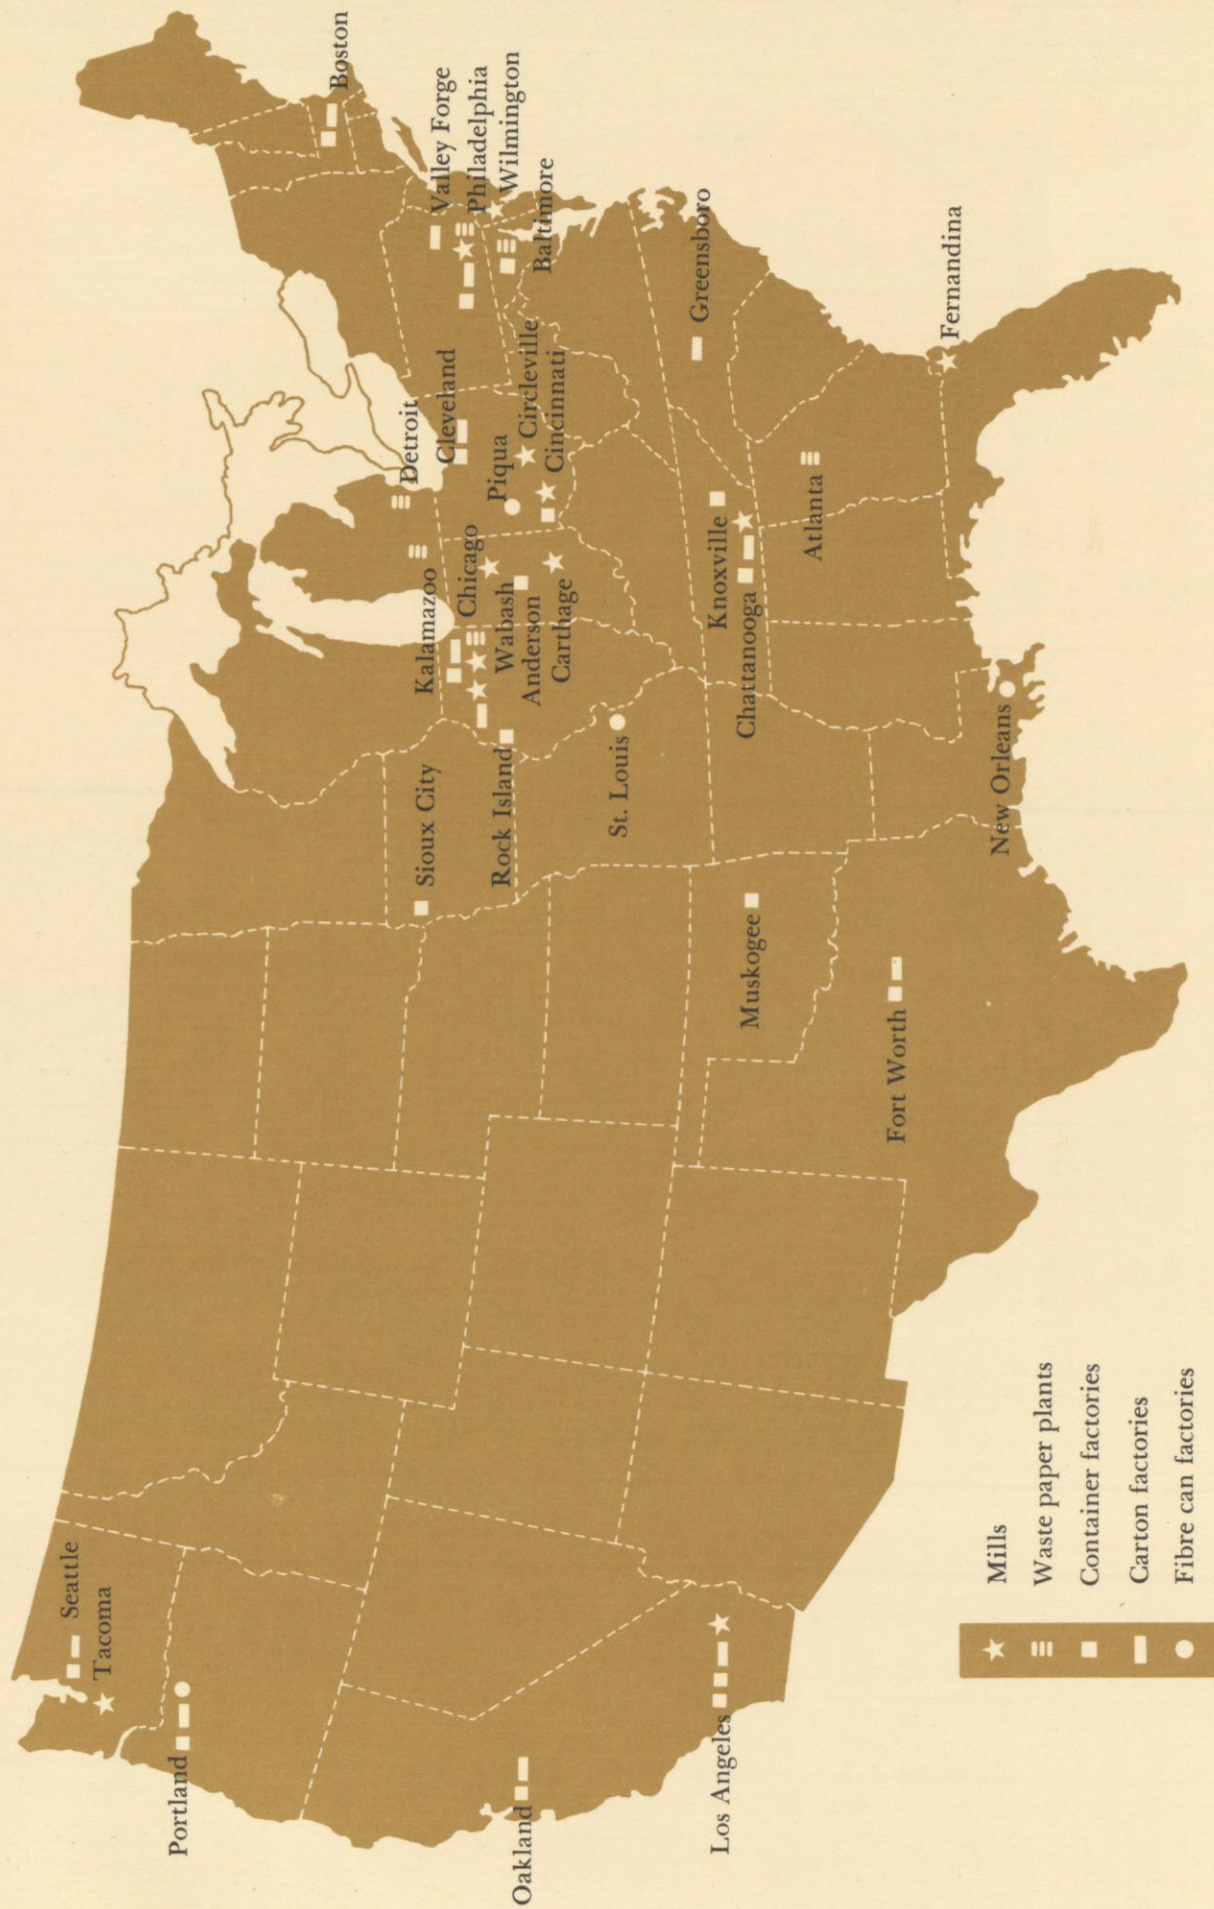 Seattle
Tacoma
Portland
Oakland
Los Angeles
Sioux City
Rock Island
St. Louis
Muskogee
Fort Worth
New Orleans
Kalamazoo
Chicago
Wabash
Anderson
Carthage
Detroit
Cleveland
Piqua
Circleville
Cincinnati
Knoxville
Chattanooga
Atlanta
Boston
Valley Forge
Philadelphia
Wilmington
Baltimore
Greensboro
Fernandina
Mills
Waste paper plants
Container factories
Carton factories
Fibre can factories